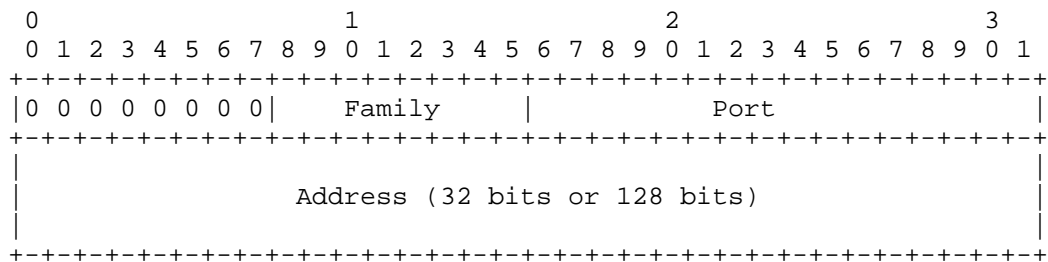 0                   1                   2                   3
 0 1 2 3 4 5 6 7 8 9 0 1 2 3 4 5 6 7 8 9 0 1 2 3 4 5 6 7 8 9 0 1
+-+-+-+-+-+-+-+-+-+-+-+-+-+-+-+-+-+-+-+-+-+-+-+-+-+-+-+-+-+-+-+-+
|0 0 0 0 0 0 0 0|    Family     |           Port                |
+-+-+-+-+-+-+-+-+-+-+-+-+-+-+-+-+-+-+-+-+-+-+-+-+-+-+-+-+-+-+-+-+
|                                                               |
|                 Address (32 bits or 128 bits)                 |
|                                                               |
+-+-+-+-+-+-+-+-+-+-+-+-+-+-+-+-+-+-+-+-+-+-+-+-+-+-+-+-+-+-+-+-+